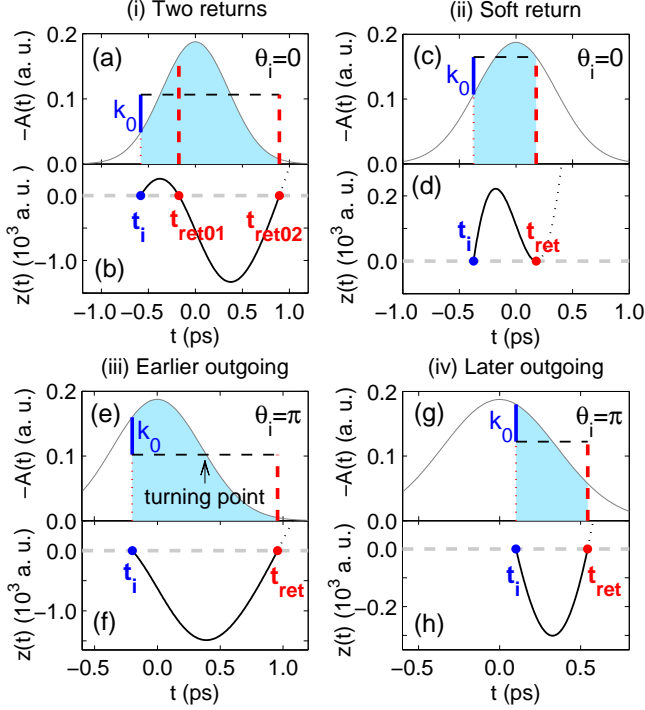 (i) Two returns
(ii) Soft return
0.2
0.1
0.0
−A(t) (a. u.)
(a)
θi=0
k0
0.2
0.1
0.0
−A(t) (a. u.)
(c)
θi=0
k0
0.0
−1.0
z(t) (10³ a. u.)
(b)
ti
tret01
tret02
−1.0 −0.5 0.0 0.5 1.0
t (ps)
0.2
0.0
z(t) (10³ a. u.)
(d)
ti
tret
−1.0 −0.5 0.0 0.5 1.0
t (ps)
(iii) Earlier outgoing
(iv) Later outgoing
0.2
0.1
0.0
−A(t) (a. u.)
(e)
θi=π
k0
turning point
0.2
0.1
0.0
−A(t) (a. u.)
(g)
θi=π
k0
0.0
−1.0
z(t) (10³ a. u.)
(f)
ti
tret
−0.5 0.0 0.5 1.0
t (ps)
0.0
−0.2
z(t) (10³ a. u.)
(h)
ti
tret
−0.5 0.0 0.5
t (ps)